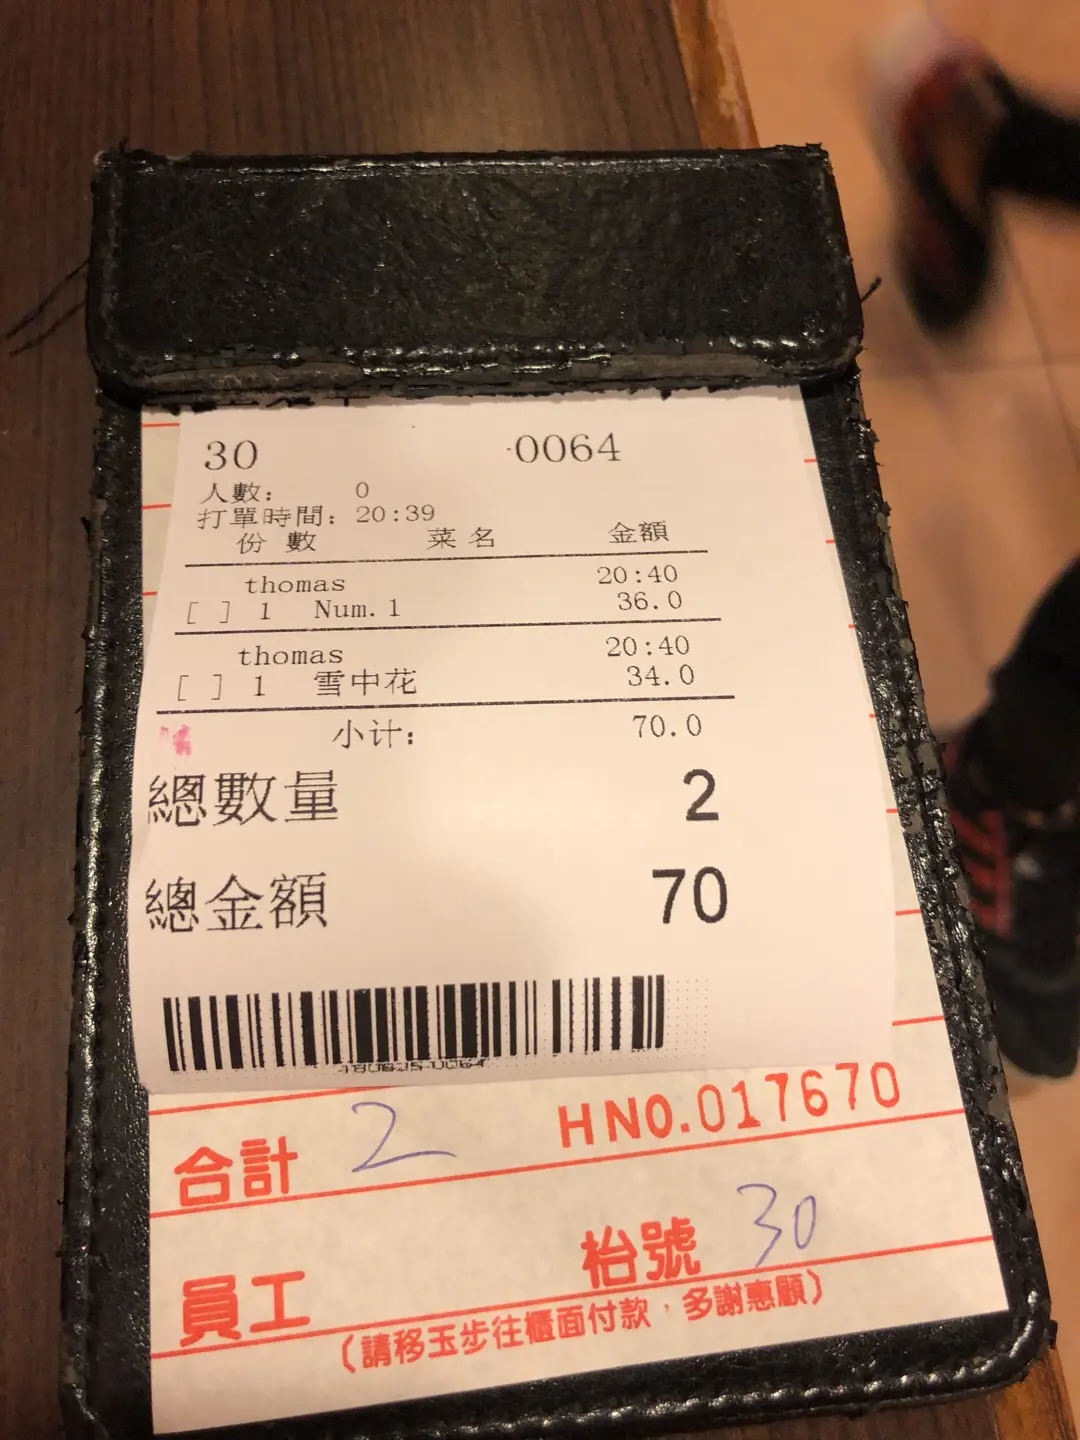 30 0064
人數: 0
打單時間: 20:39
份 數 菜 名 金額
thomas 20:40
[ ] 1 Num.1 36.0
thomas 20:40
[ ] 1 雪中花 34.0
小计: 70.0
總數量 2
總金額 70
合計 2 HNO.017670
員工 枱號 30
(請移玉步往櫃面付款，多謝惠顧)